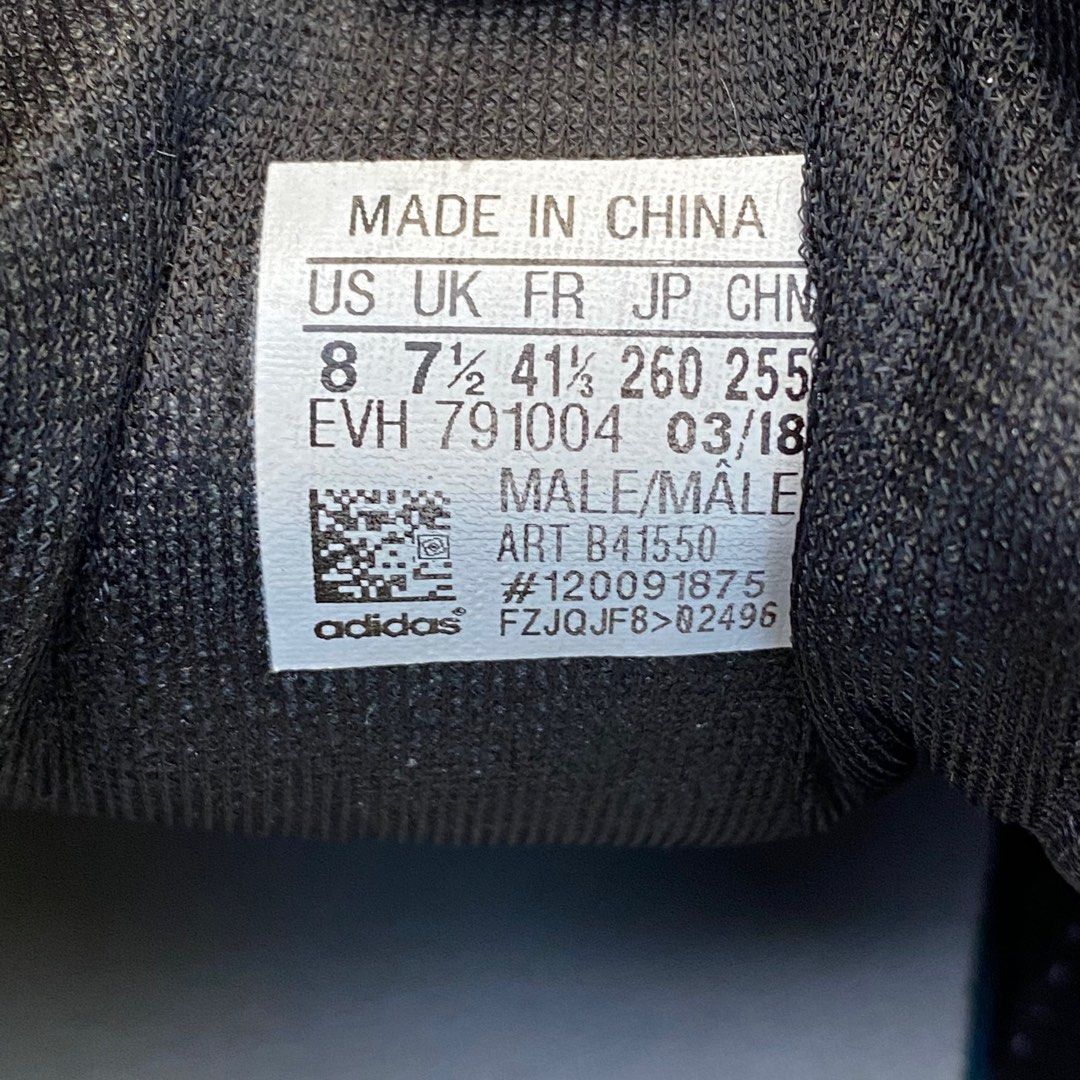 MADE IN CHINA
US UK FR JP CHN
8 7½ 41⅓ 260 255
EVH 791004 03/18
MALE/MÂLE
ART B41550
#120091875
adidas® FZJQJF8>02496